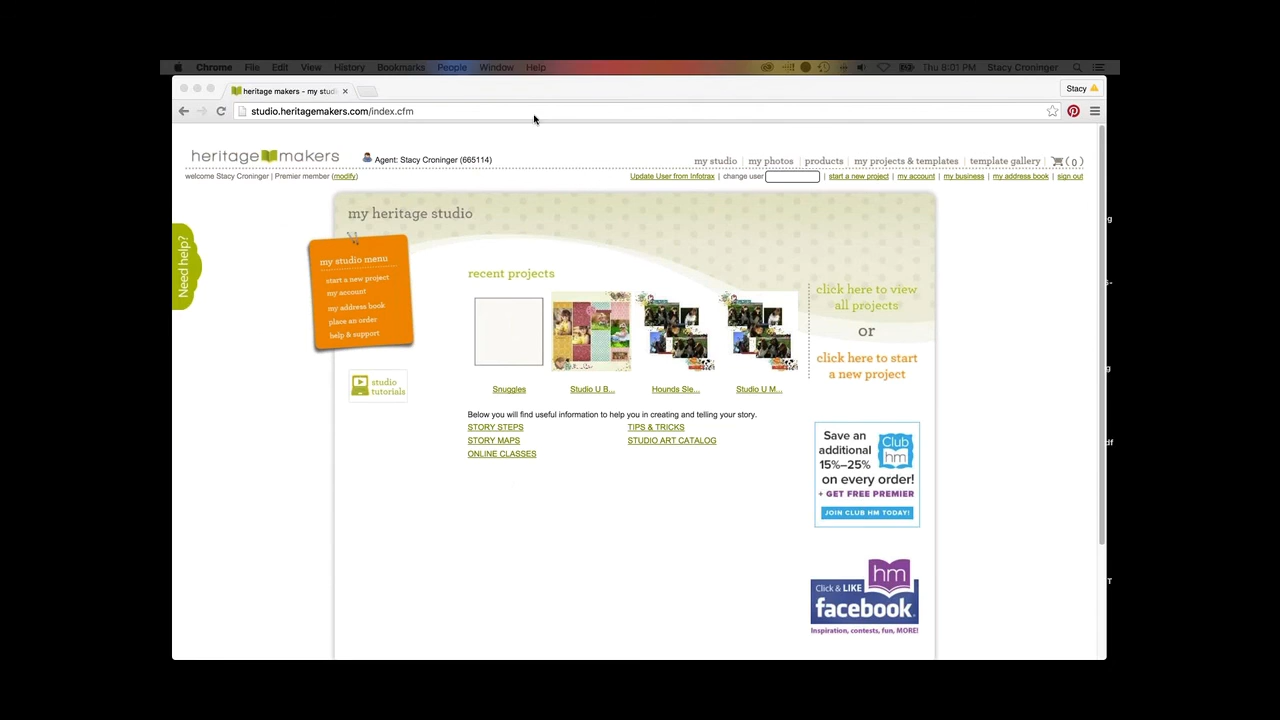 Chrome File Edit View History Bookmarks People Window Help Thu 8:01 PM Stacy Croninger
heritage makers - my studi
Stacy
studio.heritagemakers.com/index.cfm
heritage makers
Agent: Stacy Croninger (665114)
my studio | my photos | products | my projects & templates | template gallery | ( 0 )
welcome Stacy Croninger | Premier member (modify)
Update User from Infotrax | change user | start a new project | my account | my business | my address book | sign out
my heritage studio
Need help?
my studio menu
start a new project
my account
my address book
place an order
help & support
studio
tutorials
recent projects
Snuggles
Studio U B...
Hounds Sle...
Studio U M...
click here to view
all projects
or
click here to start
a new project
Below you will find useful information to help you in creating and telling your story.
STORY STEPS
TIPS & TRICKS
STORY MAPS
STUDIO ART CATALOG
ONLINE CLASSES
Save an
additional
15%–25%
on every order!
+ GET FREE PREMIER
JOIN CLUB HM TODAY!
Club
hm
hm
Click & LIKE
facebook.
Inspiration, contests, fun, MORE!